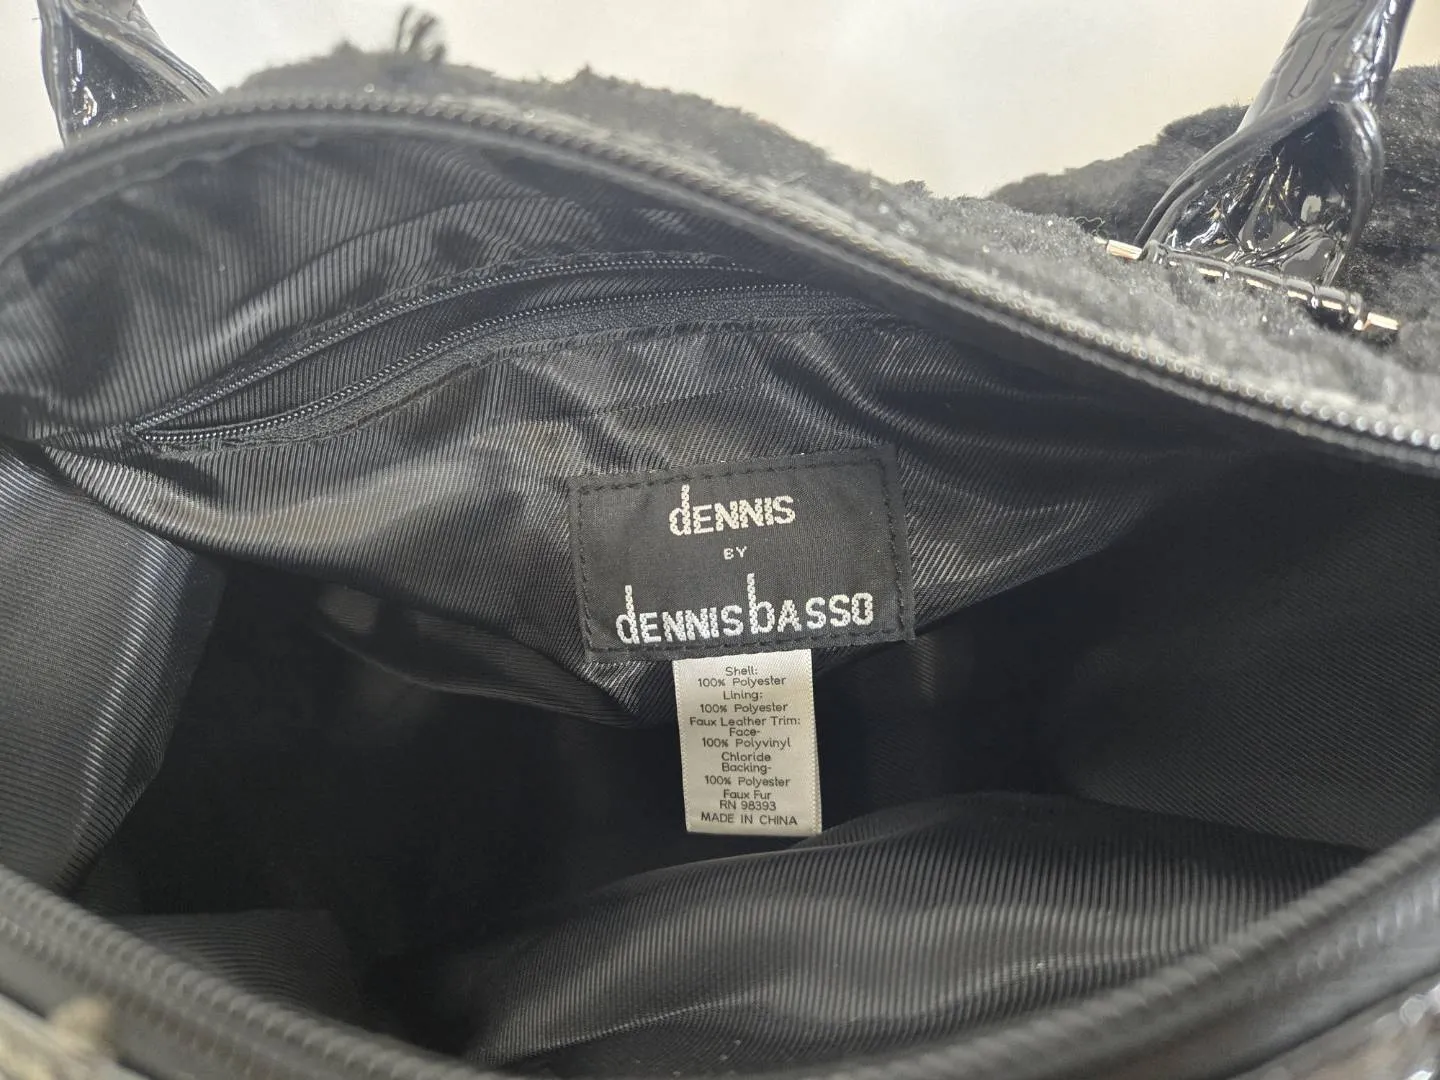 dENNIS
BY
dENNISbASSO
Shell:
100% Polyester
Lining:
100% Polyester
Faux Leather Trim:
Face-
100% Polyvinyl
Chloride
Backing-
100% Polyester
Faux Fur
RN 98393
MADE IN CHINA